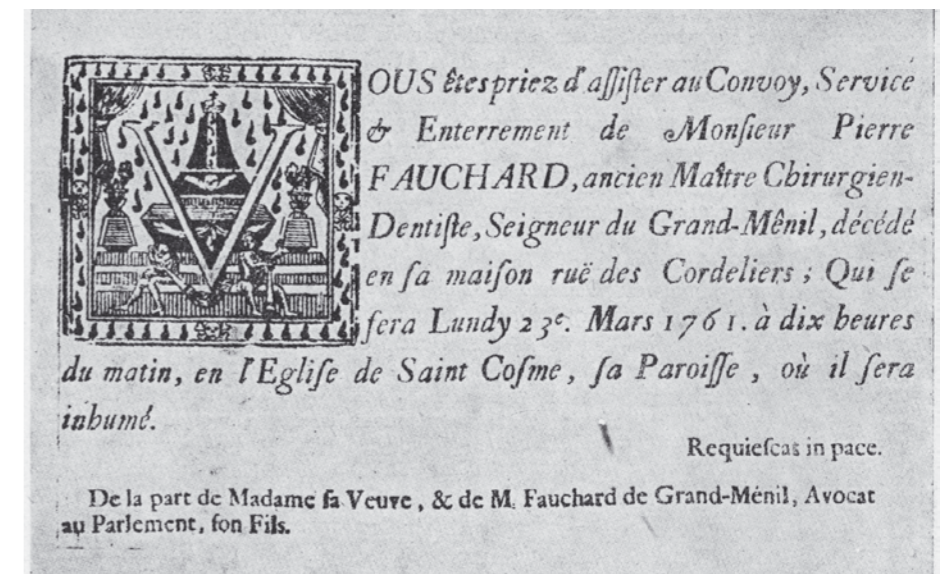 VOUS êtes priez d'aſſiſter au Convoy, Service
& Enterrement de Monſieur Pierre
FAUCHARD, ancien Maître Chirurgien-
Dentiſte, Seigneur du Grand-Mênil, décédé
en ſa maiſon ruë des Cordeliers ; Qui ſe
ſera Lundy 23e. Mars 1761. à dix heures
du matin, en l'Egliſe de Saint Coſme, ſa Paroiſſe, où il ſera
inhumé.
Requieſcat in pace.
De la part de Madame ſa Veuve, & de M. Fauchard de Grand-Ménil, Avocat
au Parlement, ſon Fils.